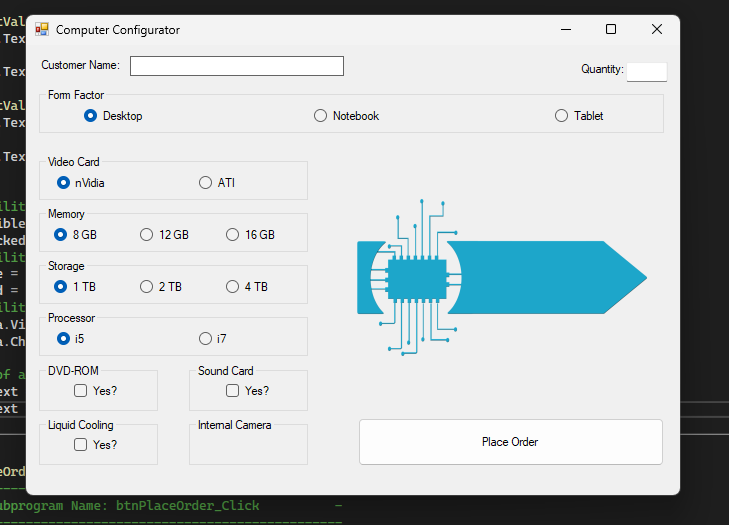 Computer Configurator
Customer Name:
Quantity:
Form Factor
Desktop Notebook Tablet
Video Card
nVidia ATI
Memory
8 GB 12 GB 16 GB
Storage
1 TB 2 TB 4 TB
Processor
i5 i7
DVD-ROM Sound Card
Yes? Yes?
Liquid Cooling Internal Camera
Yes?
Place Order
btnPlaceOrder_Click -